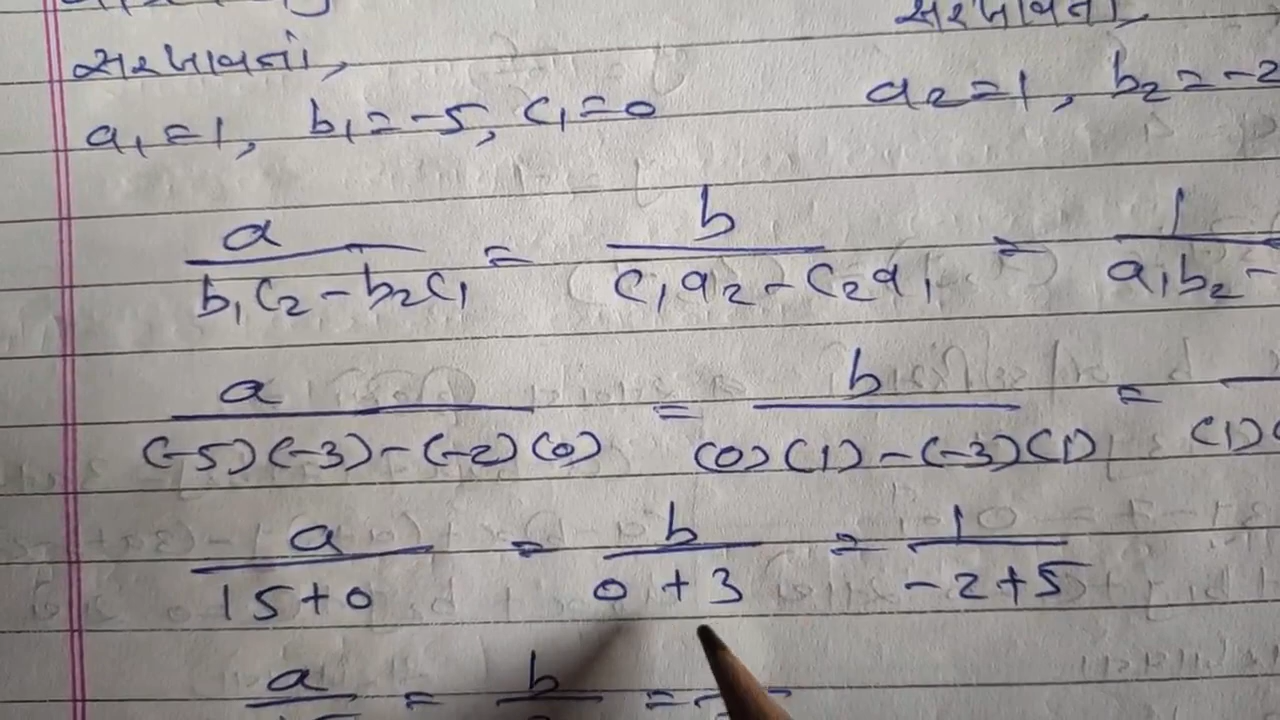 સરખાવતાં, સરખાવતાં,
a₁ = 1, b₁ = -5, c₁ = 0 a₂ = 1, b₂ = -2
a / (b₁c₂ - b₂c₁) = b / (c₁a₂ - c₂a₁) = 1 / (a₁b₂ -
a / ((-5)(-3) - (-2)(0)) = b / ((0)(1) - (-3)(1)) = (1)(
a / (15 + 0) = b / (0 + 3) = 1 / (-2 + 5)
a / 15 = b =